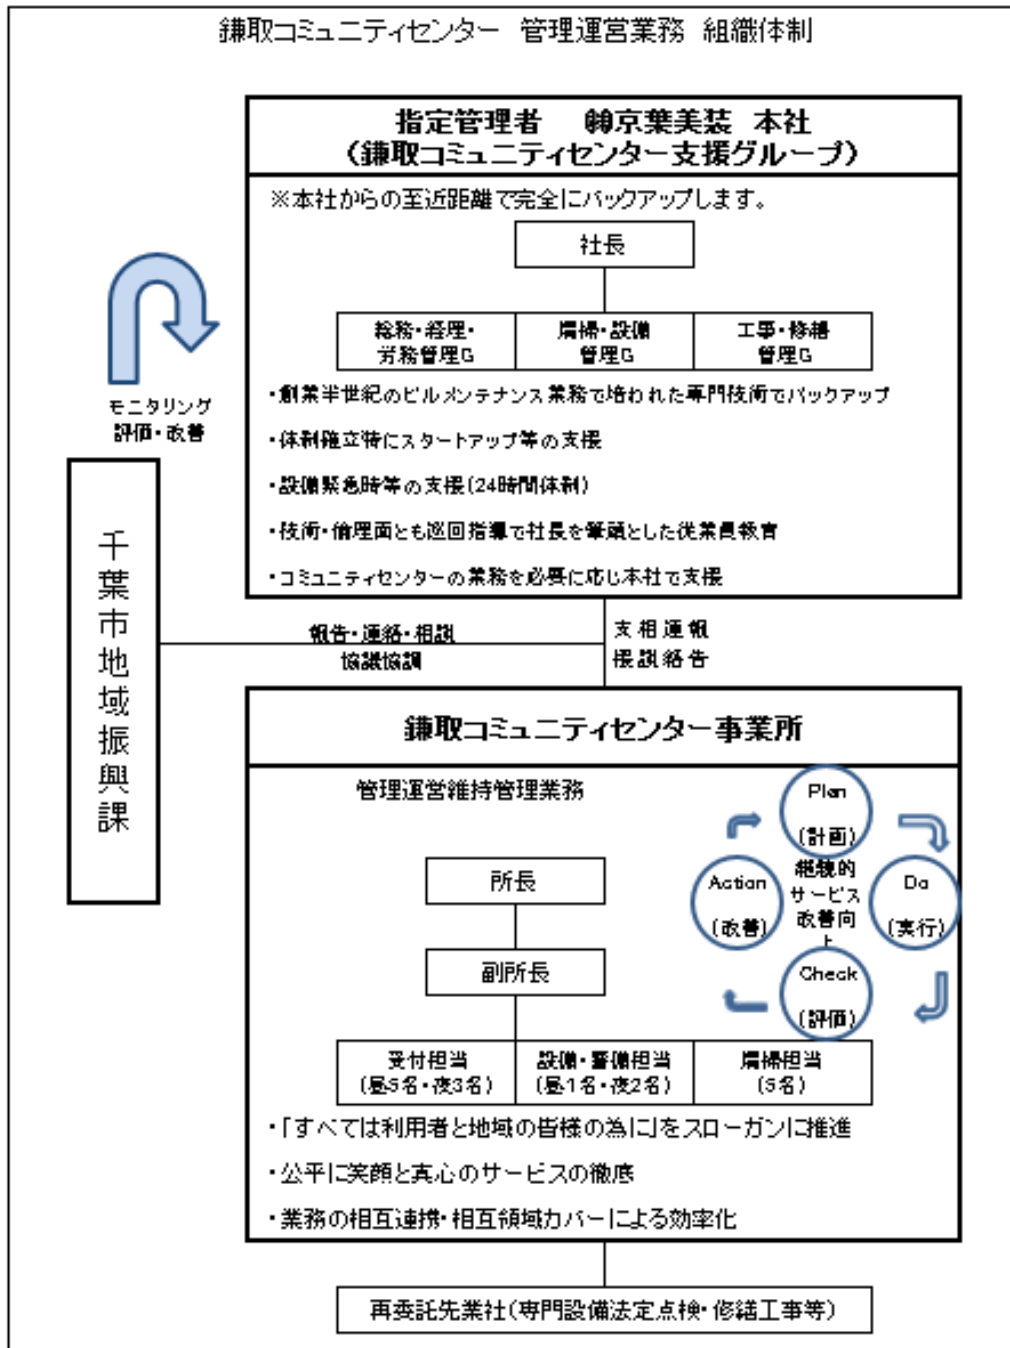 鎌取コミュニティセンター 管理運営業務 組織体制
指定管理者 ㈱京葉美装 本社
（鎌取コミュニティセンター支援グループ）
※本社からの至近距離で完全にバックアップします。
社長
総務・経理・
労務管理G
清掃・設備
管理G
工事・修繕
管理G
・創業半世紀のビルメンテナンス業務で培われた専門技術でバックアップ
・体制確立特にスタートアップ等の支援
・設備緊急時等の支援（24時間体制）
・技術・倫理面とも巡回指導で社長を筆頭とした従業員教育
・コミュニティセンターの業務を必要に応じ本社で支援
モニタリング
評価・改善
千葉市地域振興課
報告・連絡・相談
協議協調
支相連報
援談絡告
鎌取コミュニティセンター事業所
管理運営維持管理業務
所長
副所長
Plan
（計画）
Do
（実行）
Check
（評価）
Action
（改善）
継続的
サービス
改善向
上
受付担当
（昼5名・夜3名）
設備・警備担当
（昼1名・夜2名）
清掃担当
（5名）
・「すべては利用者と地域の皆様の為に」をスローガンに推進
・公平に笑顔と真心のサービスの徹底
・業務の相互連携・相互領域カバーによる効率化
再委託先業社（専門設備法定点検・修繕工事等）